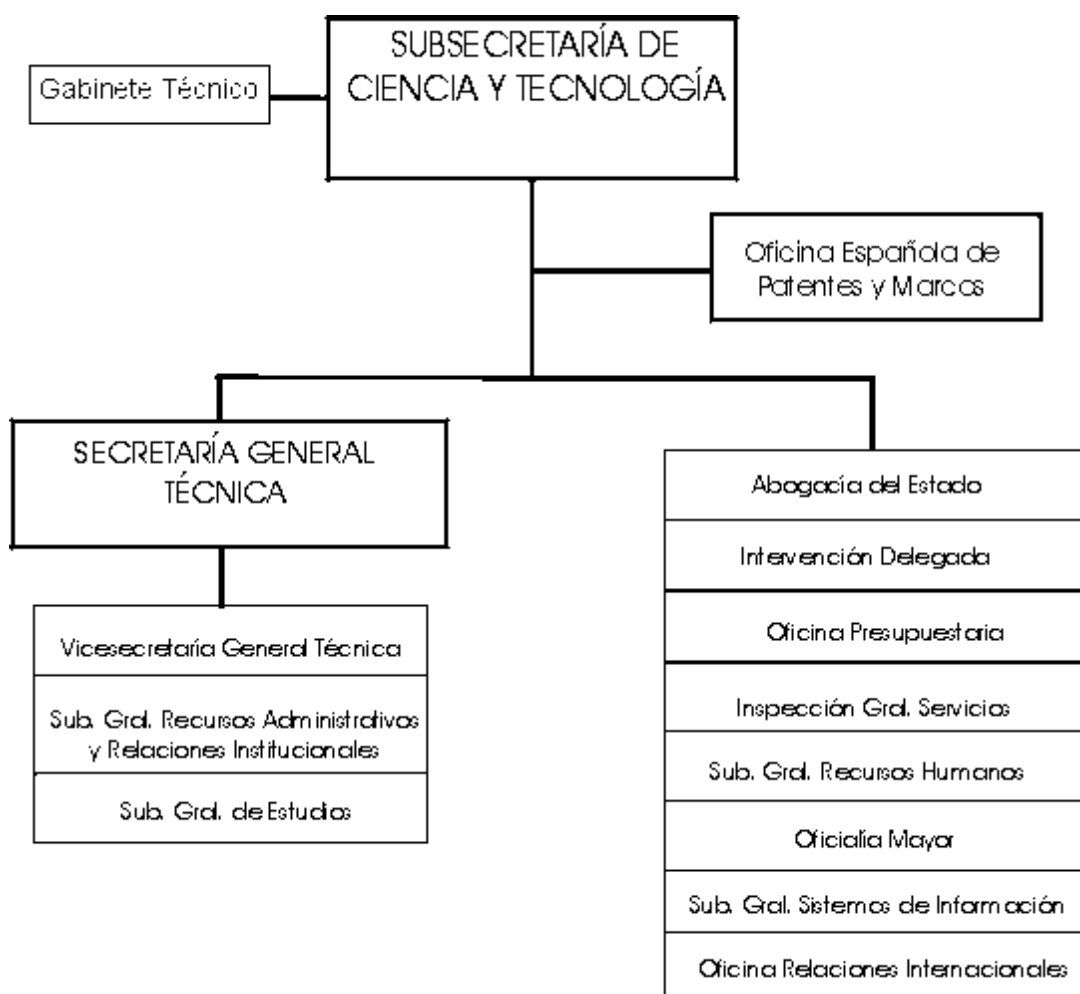 SUBSECRETARÍA DE
CIENCIA Y TECNOLOGÍA
Gabinete Técnico
Oficina Española de
Patentes y Marcas
SECRETARÍA GENERAL
TÉCNICA
Vicesecretaría General Técnica
Sub. Gral. Recursos Administrativos
y Relaciones Institucionales
Sub. Gral. de Estudios
Abogacía del Estado
Intervención Delegada
Oficina Presupuestaria
Inspección Gral. Servicios
Sub. Gral. Recursos Humanos
Oficialía Mayor
Sub. Gral. Sistemas de Información
Oficina Relaciones Internacionales